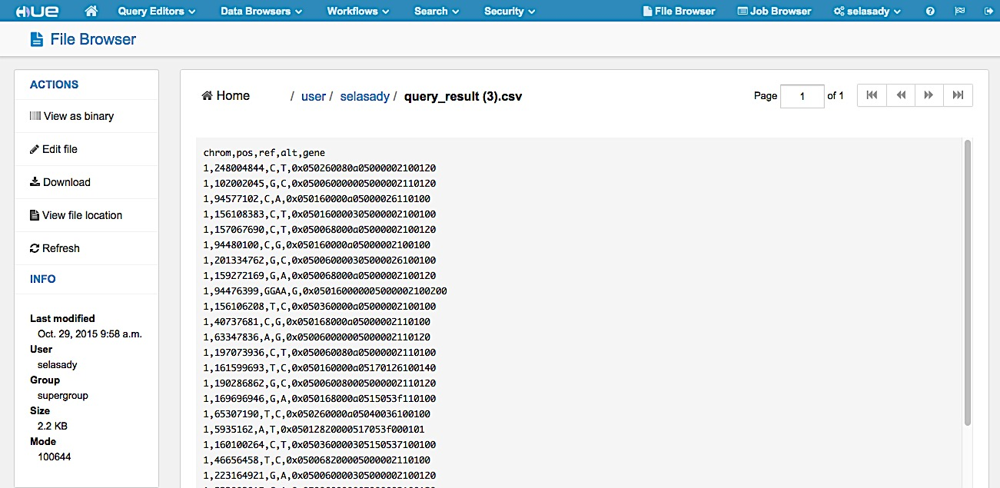 HUE Query Editors Data Browsers Workflows Search Security File Browser Job Browser selasady
File Browser
ACTIONS
View as binary
Edit file
Download
View file location
Refresh
INFO
Last modified
Oct. 29, 2015 9:58 a.m.
User
selasady
Group
supergroup
Size
2.2 KB
Mode
100644
Home / user / selasady / query_result (3).csv
Page 1 of 1
chrom,pos,ref,alt,gene
1,248004844,C,T,0x050260080a05000002100120
1,102002045,G,C,0x050060000005000002110120
1,94577102,C,A,0x050160000a05000026110100
1,156108383,C,T,0x050160000305000002100100
1,157067690,C,T,0x050068000a05000002100120
1,94480100,C,G,0x050160000a05000002100100
1,201334762,G,C,0x050060000305000026100100
1,159272169,G,A,0x050068000a05000002100120
1,94476399,GGAA,G,0x050160000005000002100200
1,156106208,T,C,0x050360000a05000002100100
1,40737681,C,G,0x050168000a05000002110100
1,63347836,A,G,0x050060000005000002110120
1,197073936,C,T,0x050060080a05000002110100
1,161599693,T,C,0x050160000a05170126100140
1,190286862,G,C,0x050060080005000002110120
1,169696946,G,A,0x050168000a0515053f110100
1,65307190,T,C,0x050260000a05040036100100
1,5935162,A,T,0x05012820000517053f000101
1,160100264,C,T,0x050360000305150537100100
1,46656458,T,C,0x050068200005000002110100
1,223164921,G,A,0x050060000305000002100120